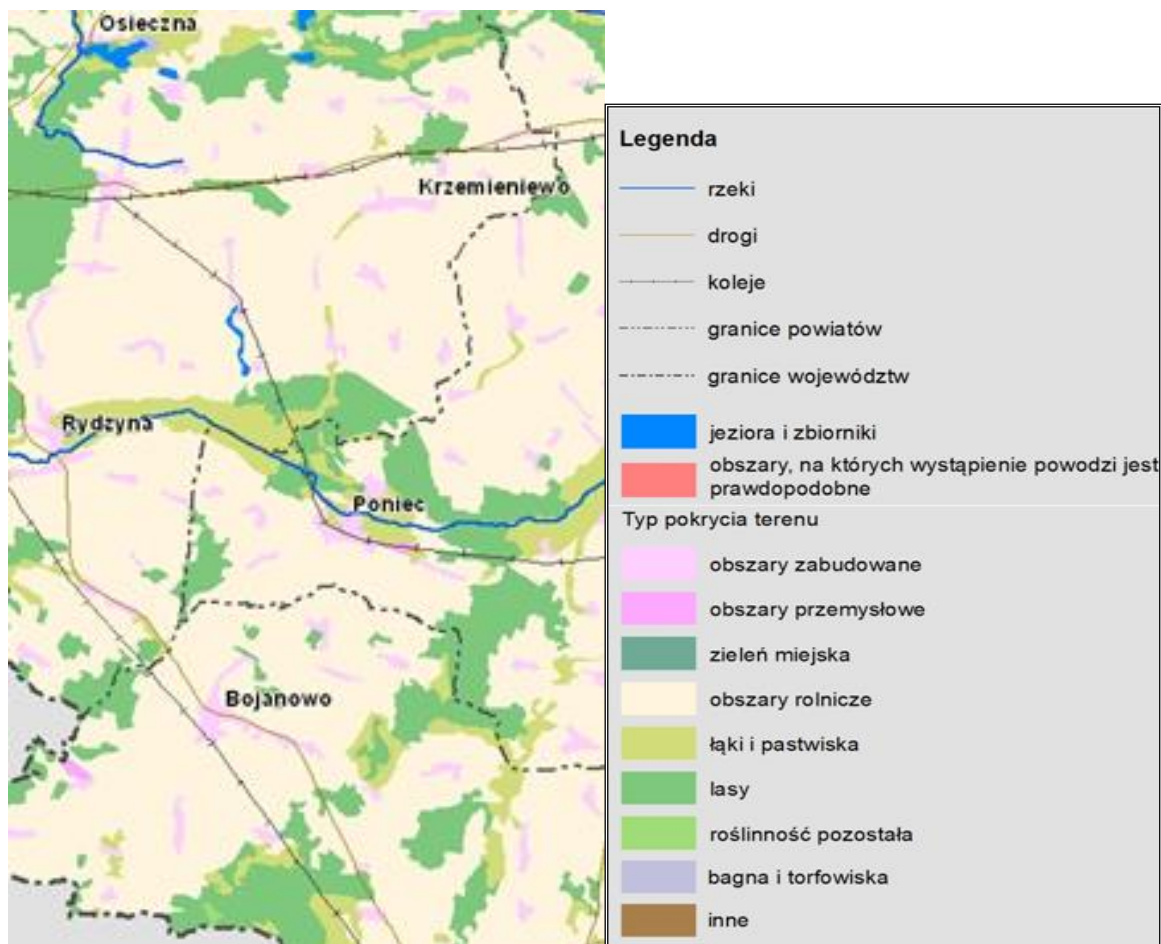 Osieczna
Krzemieniewo
Rydzyna
Poniec
Bojanowo
Legenda
rzeki
drogi
koleje
granice powiatów
granice województw
jeziora i zbiorniki
obszary, na których wystąpienie powodzi jest
prawdopodobne
Typ pokrycia terenu
obszary zabudowane
obszary przemysłowe
zieleń miejska
obszary rolnicze
łąki i pastwiska
lasy
roślinność pozostała
bagna i torfowiska
inne